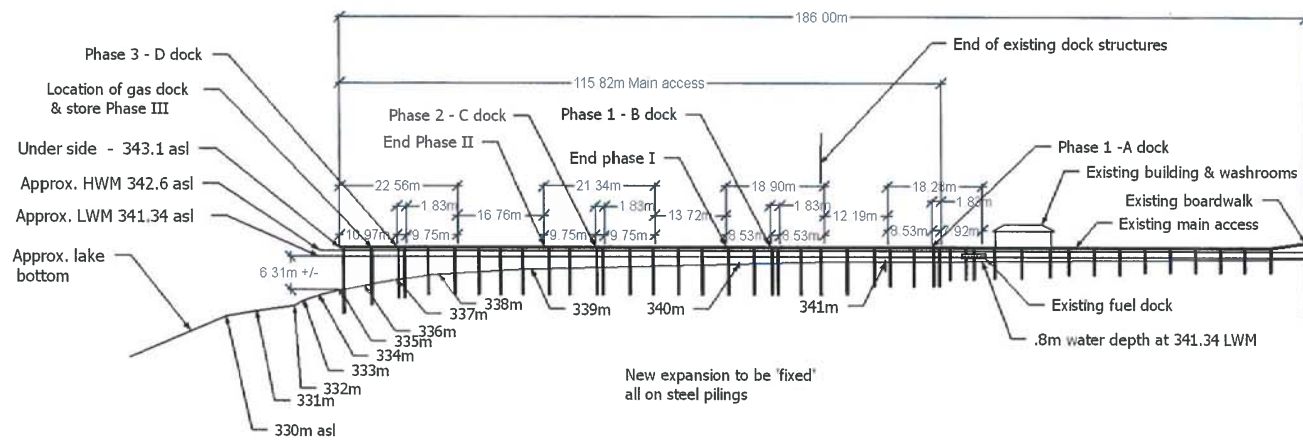 186 00m
End of existing dock structures
Phase 3 - D dock
115 82m Main access
Location of gas dock
& store Phase III
Phase 2 - C dock
Phase 1 - B dock
End Phase II
Under side - 343.1 asl
End phase I
Phase 1 -A dock
Existing building & washrooms
Approx. HWM 342.6 asl
22 56m
21 34m
18 90m
18 28m
Existing boardwalk
1 83m
1 83m
1 83m
1 83m
Approx. LWM 341.34 asl
16 76m
13 72m
12 19m
Existing main access
10 97m
9 75m
9 75m
9 75m
8 53m
8 53m
8 53m
7 92m
Approx. lake
bottom
6 31m +/-
338m
339m
340m
341m
Existing fuel dock
337m
336m
335m
334m
333m
332m
331m
330m asl
.8m water depth at 341.34 LWM
New expansion to be 'fixed'
all on steel pilings